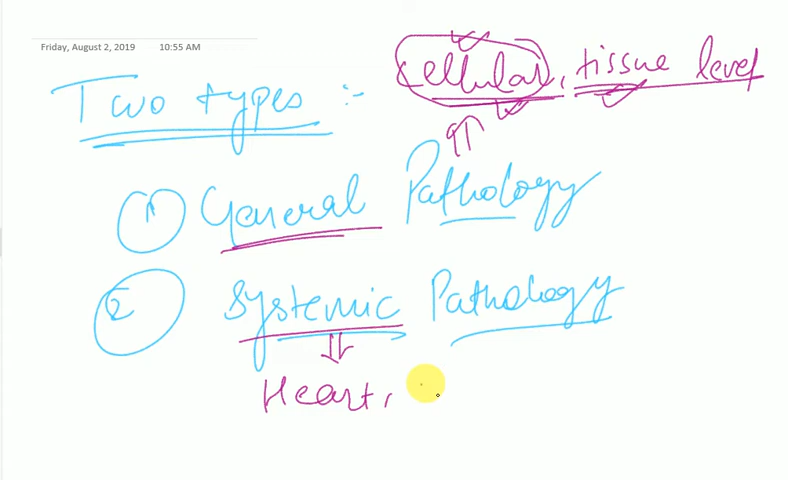 Friday, August 2, 2019 10:55 AM
Cellular, tissue level
Two types :-
1 General Pathology
2 Systemic Pathology
Heart,